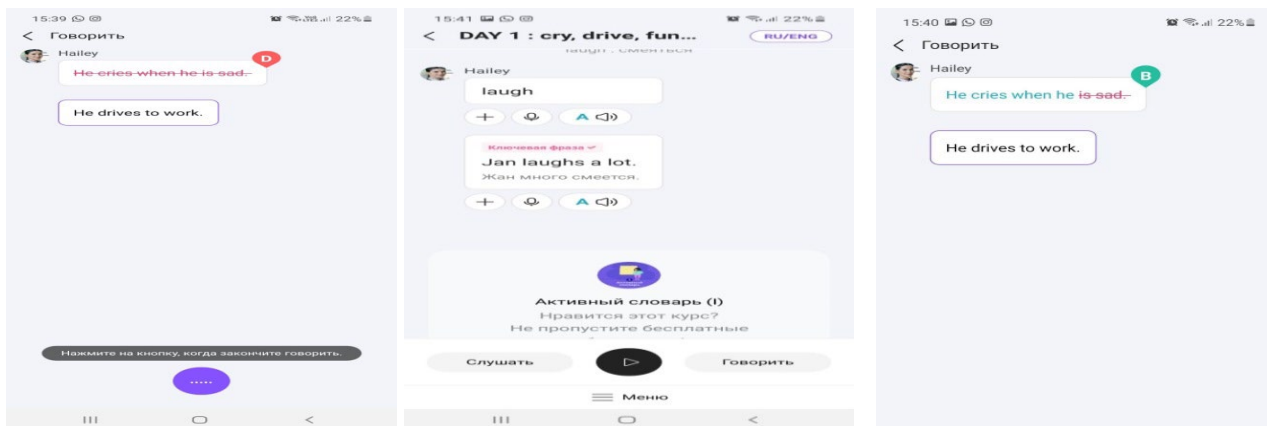 15:39
22%
< Говорить
Hailey
D
He cries when he is sad.
He drives to work.
Нажмите на кнопку, когда закончите говорить.
.....
15:41
22%
< DAY 1 : cry, drive, fun...
RU/ENG
laugh : смеяться
Hailey
laugh
A
Ключевая фраза
Jan laughs a lot.
Жан много смеется.
A
Активный словарь (I)
Нравится этот курс?
Не пропустите бесплатные
Слушать
Говорить
Меню
15:40
22%
< Говорить
Hailey
B
He cries when he is sad.
He drives to work.